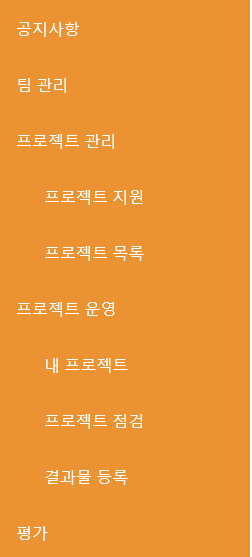 공지사항
팀 관리
프로젝트 관리
프로젝트 지원
프로젝트 목록
프로젝트 운영
내 프로젝트
프로젝트 점검
결과물 등록
평가